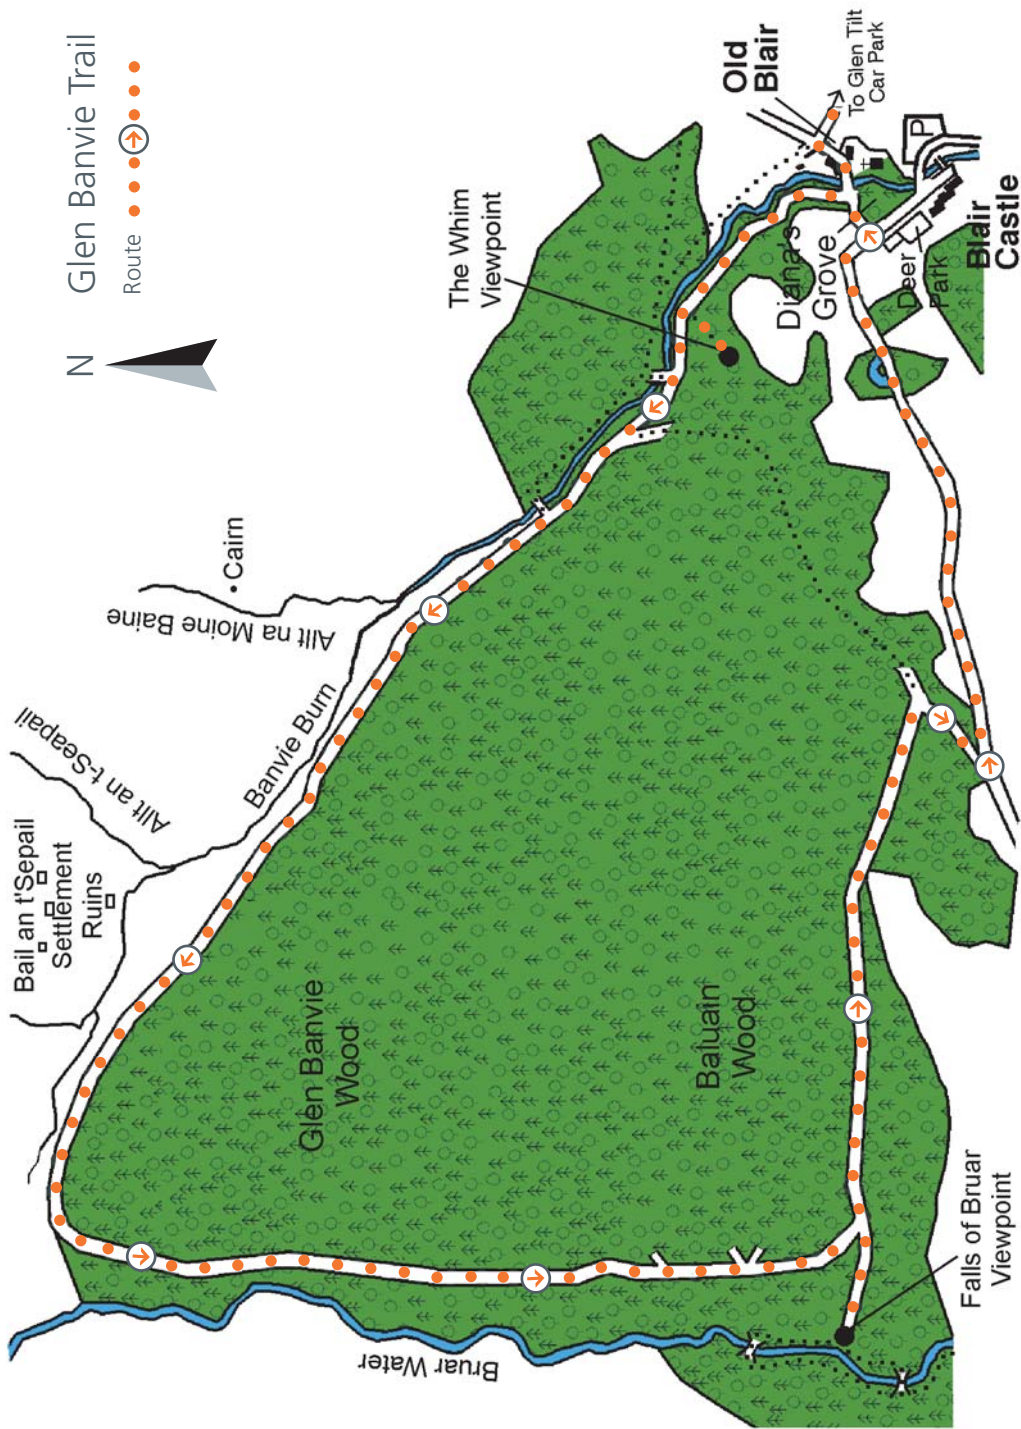 Glen Banvie Trail
Route
N
Old
Blair
To Glen Tilt
Car Park
P
The Whim
Viewpoint
Diana's
Grove
Deer
Park
Blair
Castle
Cairn
Allt na Moine Baine
Allt an t-Seapail
Banvie Burn
Bail an t'Sepail
Settlement
Ruins
Glen Banvie
Wood
Baluain
Wood
Bruar Water
Falls of Bruar
Viewpoint